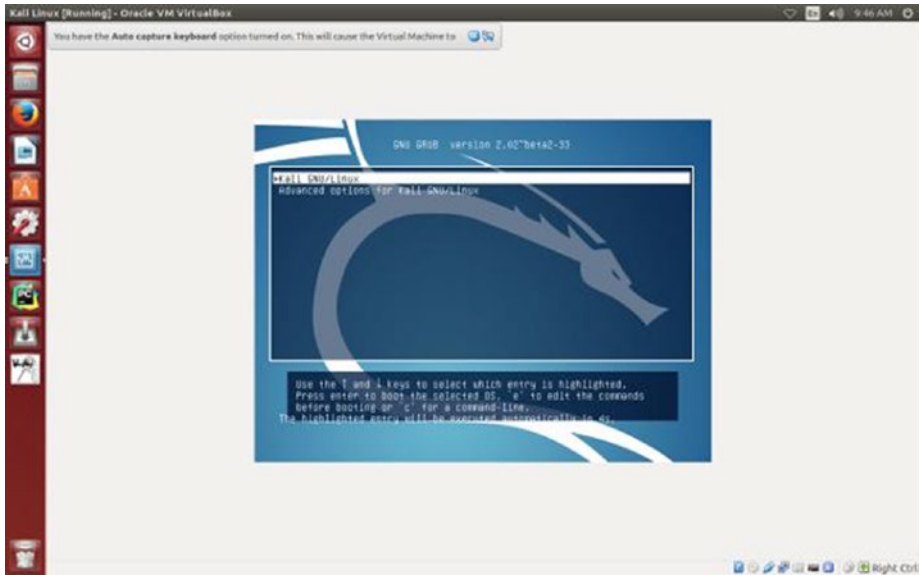 Kali Linux [Running] - Oracle VM VirtualBox
En
9:46 AM
You have the Auto capture keyboard option turned on. This will cause the Virtual Machine to
GNU GRUB version 2.02~beta2-33
*Kali GNU/Linux
Advanced options for Kali GNU/Linux
Use the ↑ and ↓ keys to select which entry is highlighted.
Press enter to boot the selected OS, `e' to edit the commands
before booting or `c' for a command-line.
The highlighted entry will be executed automatically in 4s.
PC
Right Ctrl